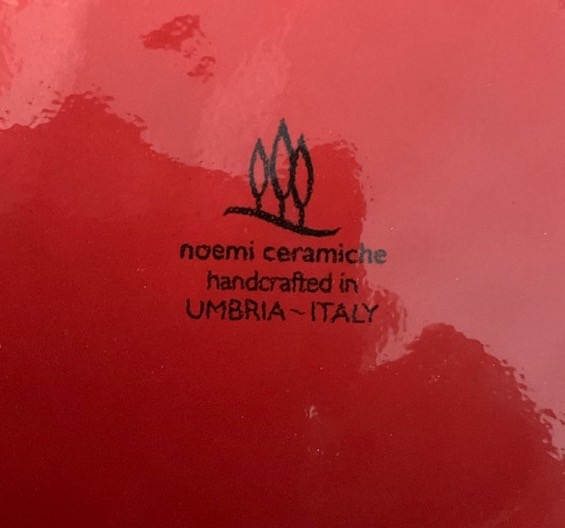 noemi ceramiche
handcrafted in
UMBRIA ~ ITALY